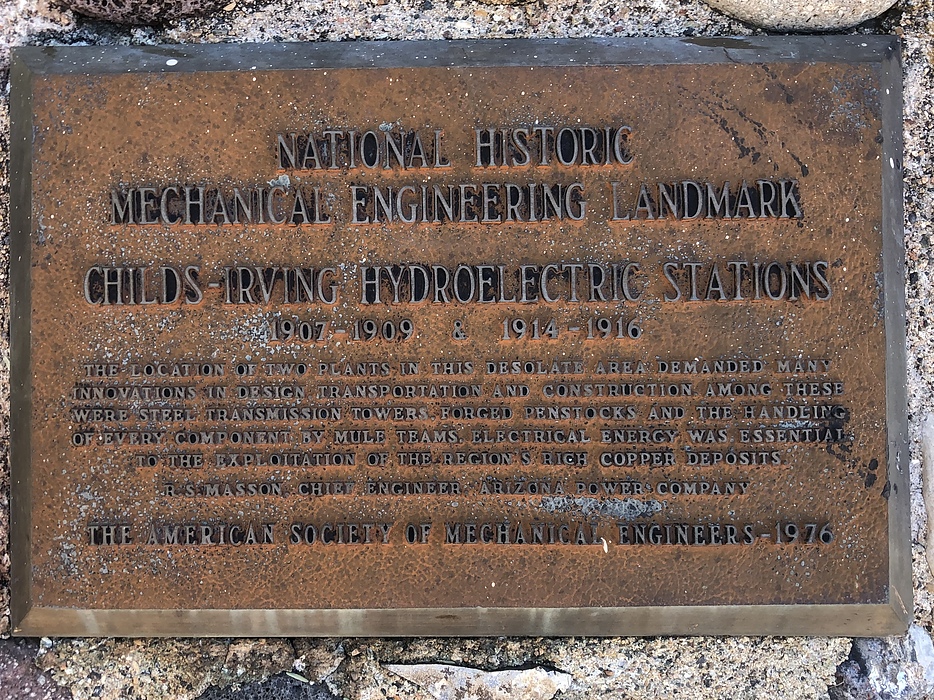 NATIONAL HISTORIC
MECHANICAL ENGINEERING LANDMARK
CHILDS-IRVING HYDROELECTRIC STATIONS
1907-1909 & 1914-1916
THE LOCATION OF TWO PLANTS IN THIS DESOLATE AREA DEMANDED MANY
INNOVATIONS IN DESIGN TRANSPORTATION AND CONSTRUCTION. AMONG THESE
WERE STEEL TRANSMISSION TOWERS, FORGED PENSTOCKS AND THE HANDLING
OF EVERY COMPONENT BY MULE TEAMS. ELECTRICAL ENERGY WAS ESSENTIAL
TO THE EXPLOITATION OF THE REGION'S RICH COPPER DEPOSITS.
R.S. MASSON, CHIEF ENGINEER, ARIZONA POWER COMPANY
THE AMERICAN SOCIETY OF MECHANICAL ENGINEERS-1976